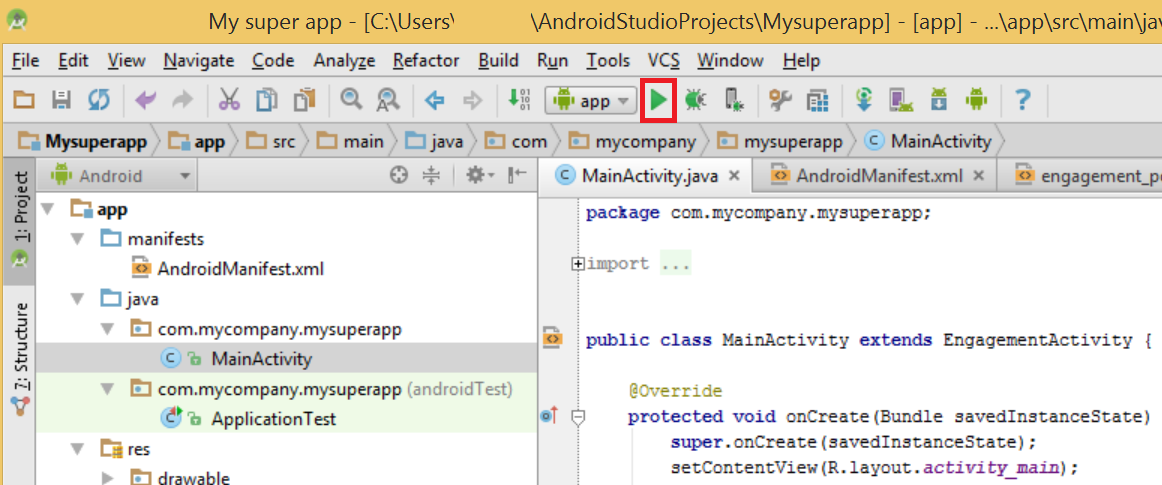 My super app - [C:\Users\ \AndroidStudioProjects\Mysuperapp] - [app] - ...\app\src\main\jav
File Edit View Navigate Code Analyze Refactor Build Run Tools VCS Window Help
app
Mysuperapp app src main java com mycompany mysuperapp MainActivity
1: Project
7: Structure
Android
app
manifests
AndroidManifest.xml
java
com.mycompany.mysuperapp
MainActivity
com.mycompany.mysuperapp (androidTest)
ApplicationTest
res
drawable
MainActivity.java AndroidManifest.xml engagement_po
package com.mycompany.mysuperapp;
import ...
public class MainActivity extends EngagementActivity {
@Override
protected void onCreate(Bundle savedInstanceState)
super.onCreate(savedInstanceState);
setContentView(R.layout.activity_main);